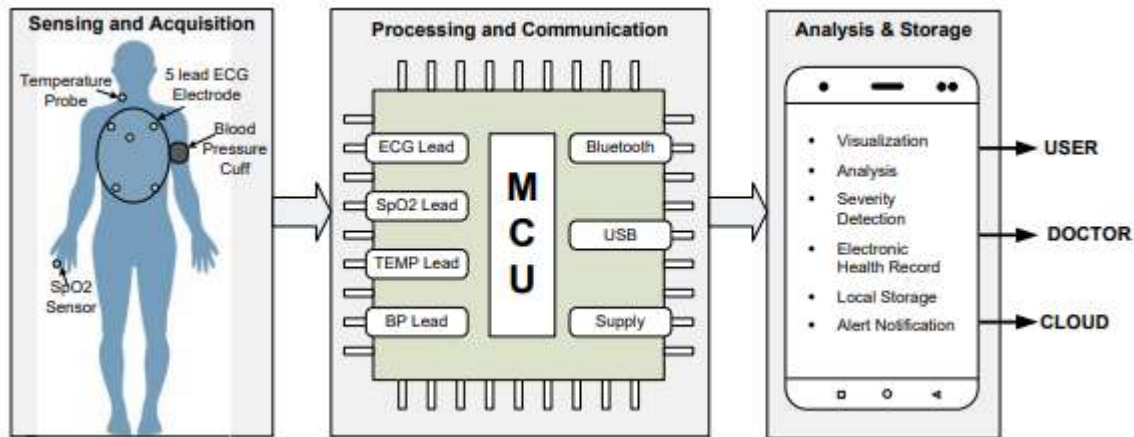 Sensing and Acquisition
Temperature
Probe
5 lead ECG
Electrode
Blood
Pressure
Cuff
SpO2
Sensor
Processing and Communication
ECG Lead
SpO2 Lead
TEMP Lead
BP Lead
M
C
U
Bluetooth
USB
Supply
Analysis & Storage
• Visualization
• Analysis
• Severity
Detection
• Electronic
Health Record
• Local Storage
• Alert Notification
USER
DOCTOR
CLOUD